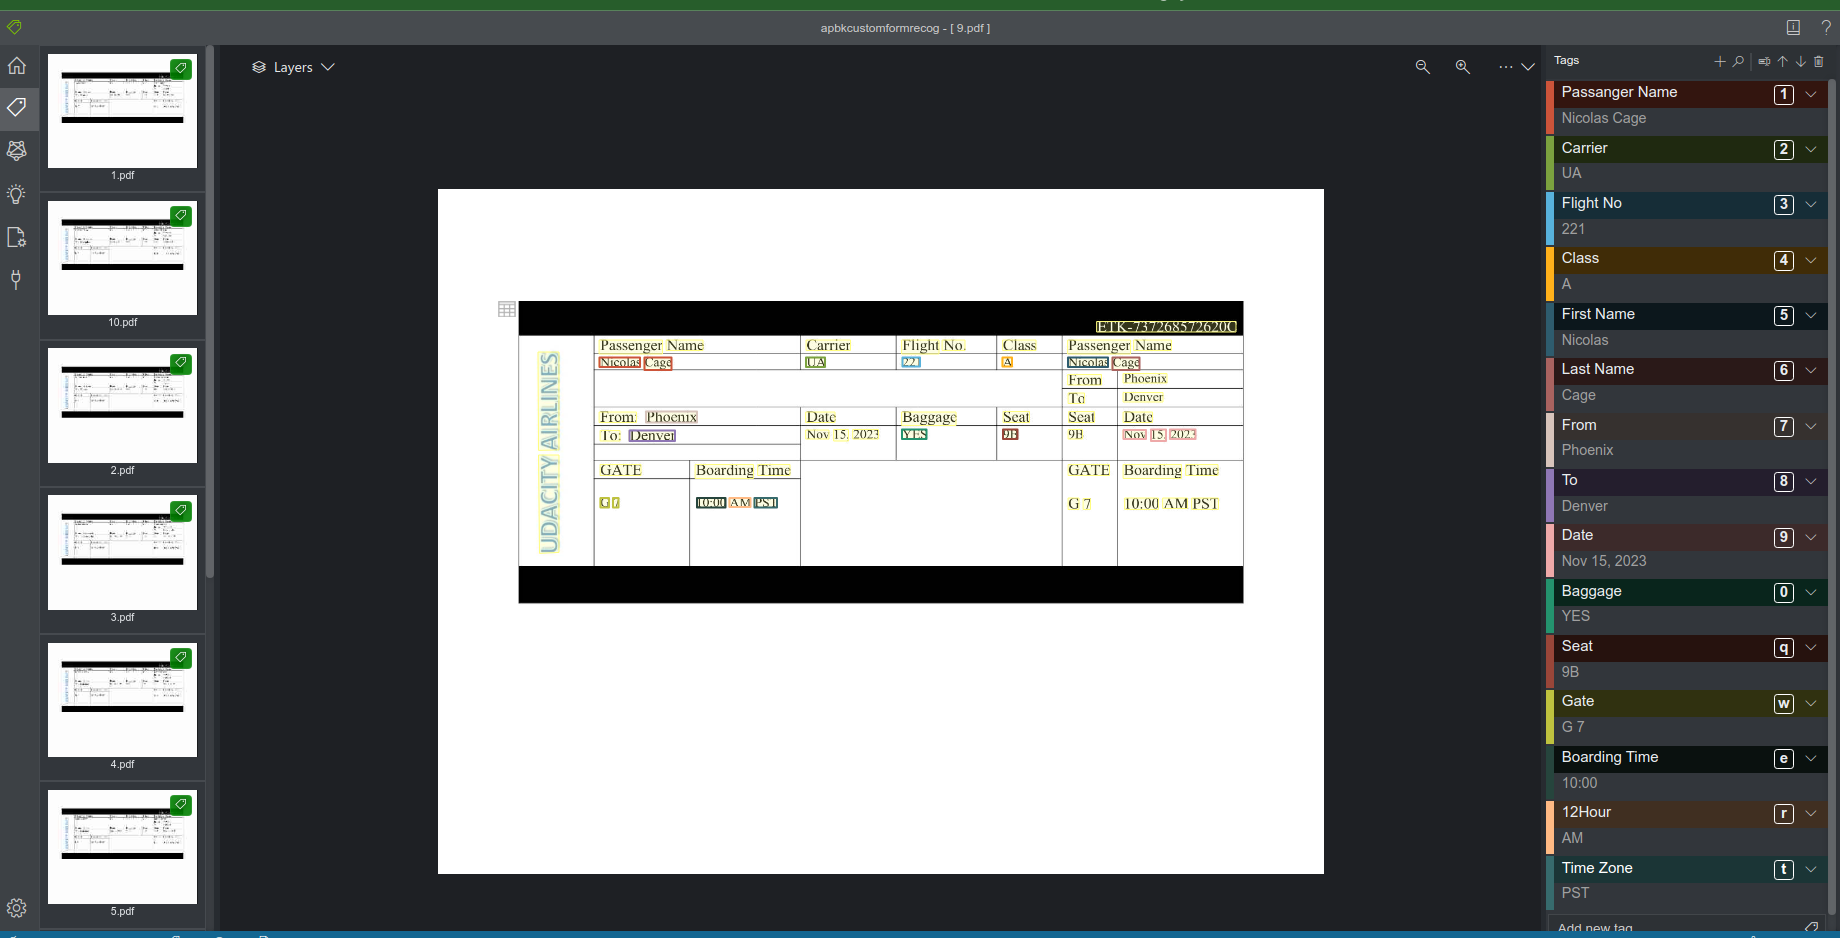 apbkcustomformrecog - [ 9.pdf ]
Layers
1.pdf
10.pdf
2.pdf
3.pdf
4.pdf
5.pdf
ETK-737268572620C
UDACITY AIRLINES
Passenger Name Carrier Flight No. Class Passenger Name
Nicolas Cage UA 221 A Nicolas Cage
From Phoenix
To Denver
From: Phoenix Date Baggage Seat Seat Date
To: Denver Nov 15, 2023 YES 9B 9B Nov 15, 2023
GATE Boarding Time GATE Boarding Time
G 7 10:00 AM PST G 7 10:00 AM PST
Tags
Passanger Name 1
Nicolas Cage
Carrier 2
UA
Flight No 3
221
Class 4
A
First Name 5
Nicolas
Last Name 6
Cage
From 7
Phoenix
To 8
Denver
Date 9
Nov 15, 2023
Baggage 0
YES
Seat q
9B
Gate w
G 7
Boarding Time e
10:00
12Hour r
AM
Time Zone t
PST
Add new tag